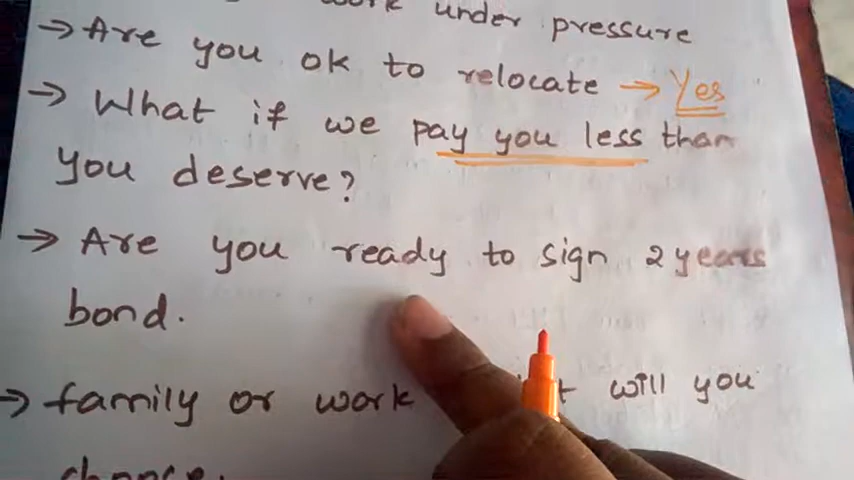 work under pressure
→ Are you ok to relocate → Yes
→ What if we pay you less than
you deserve?
→ Are you ready to sign 2 years
bond.
→ family or work will you